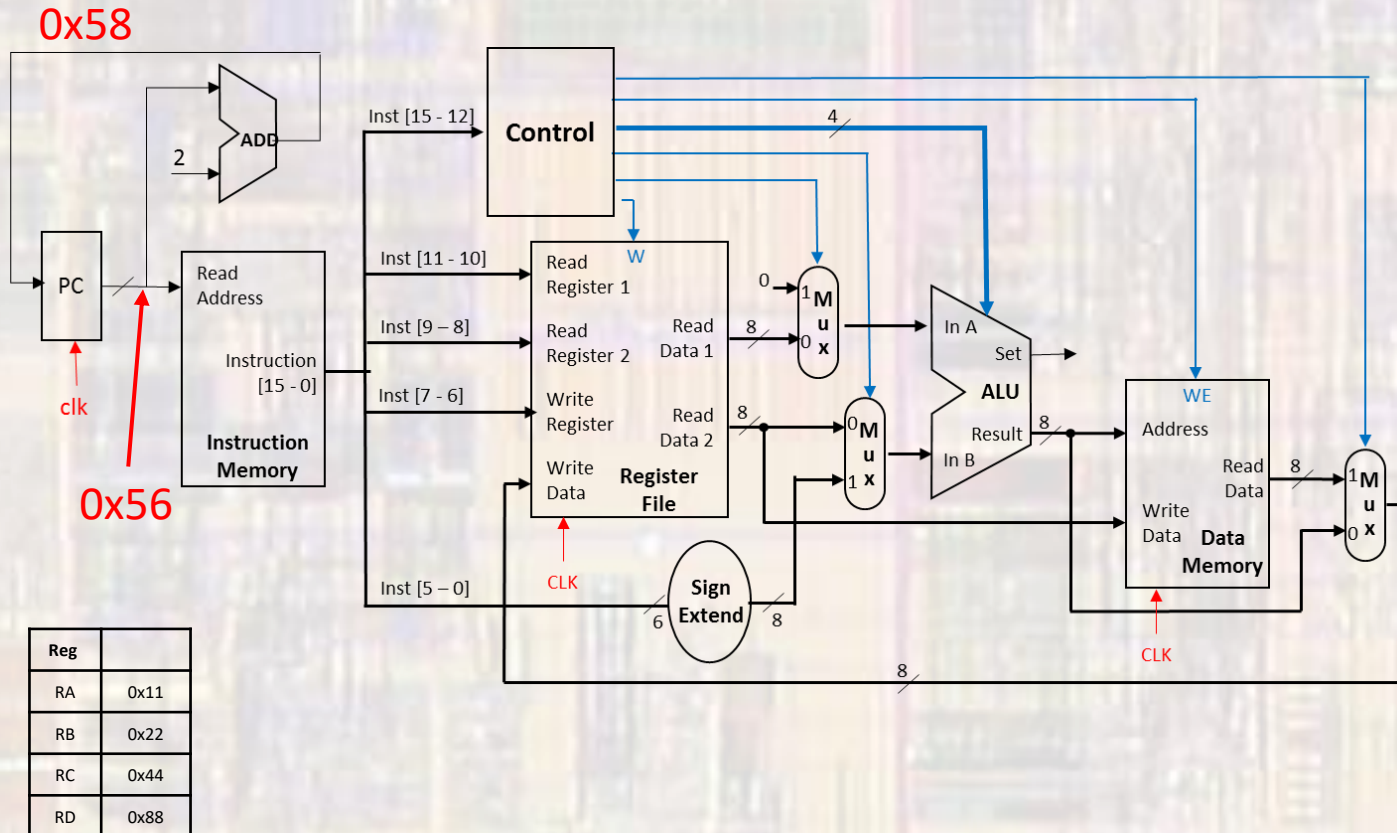 0x58
ADD
2
PC
clk
0x56
Read
Address
Instruction
[15 - 0]
Instruction
Memory
Inst [15 - 12]
Control
4
Inst [11 - 10]
Inst [9 – 8]
Inst [7 - 6]
Inst [5 – 0]
W
Read
Register 1
Read
Register 2
Write
Register
Write
Data
Read
Data 1
Read
Data 2
Register
File
CLK
8
8
0
1
0
M
u
x
0
1
M
u
x
6
Sign
Extend
8
In A
Set
ALU
Result
In B
8
WE
Address
Read
Data
Write
Data
Data
Memory
CLK
8
1
0
M
u
x
8
Reg
RA 0x11
RB 0x22
RC 0x44
RD 0x88